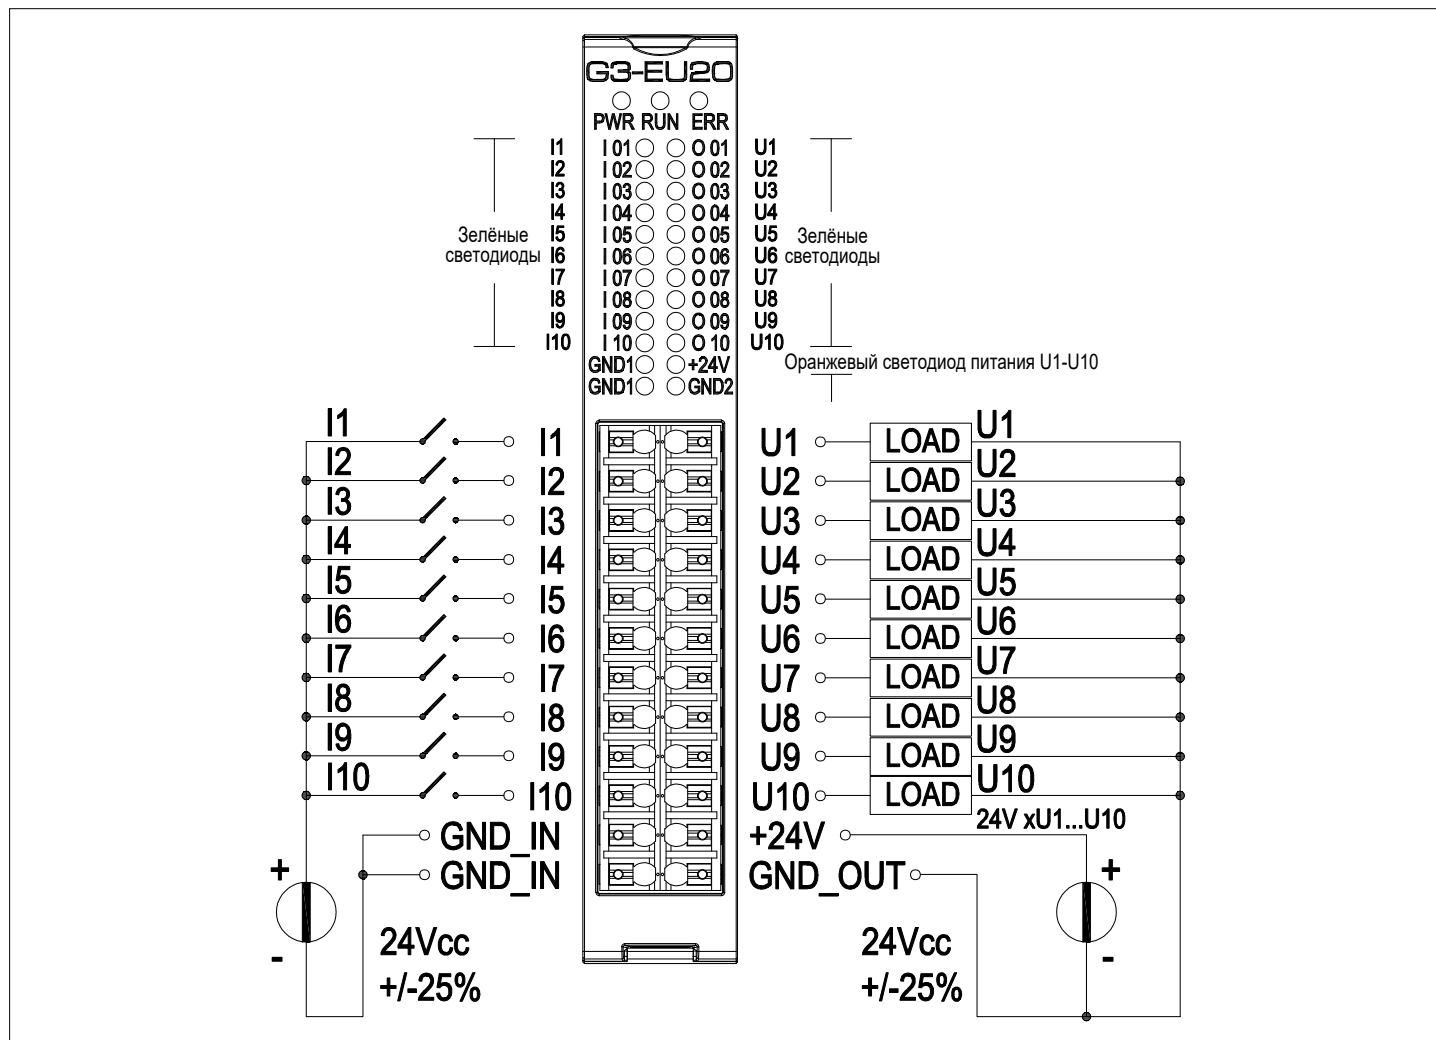 G3-EU20
PWR RUN ERR
I1 I 01 O 01 U1
I2 I 02 O 02 U2
I3 I 03 O 03 U3
I4 I 04 O 04 U4
I5 I 05 O 05 U5
I6 I 06 O 06 U6
I7 I 07 O 07 U7
I8 I 08 O 08 U8
I9 I 09 O 09 U9
I10 I 10 O 10 U10
Зелёные
светодиоды
Зелёные
светодиоды
GND1 +24V
Оранжевый светодиод питания U1-U10
GND1 GND2
I1 I1 U1 LOAD U1
I2 I2 U2 LOAD U2
I3 I3 U3 LOAD U3
I4 I4 U4 LOAD U4
I5 I5 U5 LOAD U5
I6 I6 U6 LOAD U6
I7 I7 U7 LOAD U7
I8 I8 U8 LOAD U8
I9 I9 U9 LOAD U9
I10 I10 U10 LOAD U10
24V xU1...U10
GND_IN +24V
GND_IN GND_OUT
+ +
- -
24Vcc
+/-25%
24Vcc
+/-25%